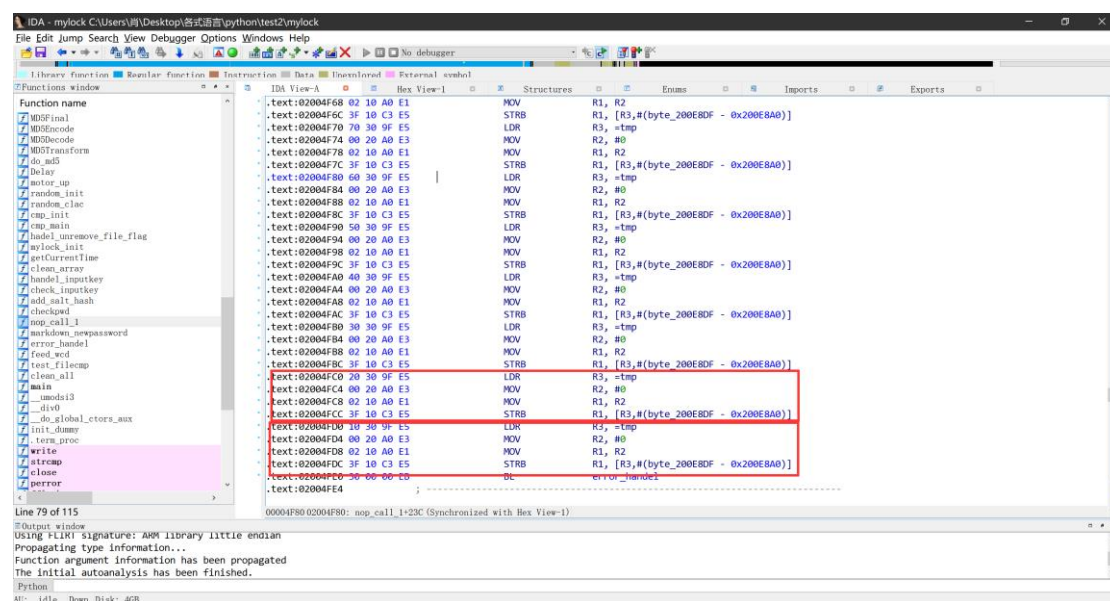 IDA - mylock C:\Users\肖\Desktop\各式语言\python\test2\mylock
File Edit Jump Search View Debugger Options Windows Help
No debugger
Library function Regular function Instruction Data Unexplored External symbol
Functions window
IDA View-A Hex View-1 Structures Enums Imports Exports
Function name
MD5Final
MD5Encode
MD5Decode
MD5Transform
do_md5
Delay
motor_up
random_init
random_clac
cmp_init
cmp_main
hadel_unremove_file_flag
mylock_init
getCurrentTime
clean_array
handel_inputkey
check_inputkey
add_salt_hash
checkpwd
nop_call_1
markdown_newpassword
error_handel
feed_wcd
test_filecmp
clean_all
main
__umodsi3
__div0
__do_global_ctors_aux
init_dummy
.term_proc
write
strcmp
close
perror
Line 79 of 115
.text:02004F68 02 10 A0 E1 MOV R1, R2
.text:02004F6C 3F 10 C3 E5 STRB R1, [R3,#(byte_200E8DF - 0x200E8A0)]
.text:02004F70 70 30 9F E5 LDR R3, =tmp
.text:02004F74 00 20 A0 E3 MOV R2, #0
.text:02004F78 02 10 A0 E1 MOV R1, R2
.text:02004F7C 3F 10 C3 E5 STRB R1, [R3,#(byte_200E8DF - 0x200E8A0)]
.text:02004F80 60 30 9F E5 LDR R3, =tmp
.text:02004F84 00 20 A0 E3 MOV R2, #0
.text:02004F88 02 10 A0 E1 MOV R1, R2
.text:02004F8C 3F 10 C3 E5 STRB R1, [R3,#(byte_200E8DF - 0x200E8A0)]
.text:02004F90 50 30 9F E5 LDR R3, =tmp
.text:02004F94 00 20 A0 E3 MOV R2, #0
.text:02004F98 02 10 A0 E1 MOV R1, R2
.text:02004F9C 3F 10 C3 E5 STRB R1, [R3,#(byte_200E8DF - 0x200E8A0)]
.text:02004FA0 40 30 9F E5 LDR R3, =tmp
.text:02004FA4 00 20 A0 E3 MOV R2, #0
.text:02004FA8 02 10 A0 E1 MOV R1, R2
.text:02004FAC 3F 10 C3 E5 STRB R1, [R3,#(byte_200E8DF - 0x200E8A0)]
.text:02004FB0 30 30 9F E5 LDR R3, =tmp
.text:02004FB4 00 20 A0 E3 MOV R2, #0
.text:02004FB8 02 10 A0 E1 MOV R1, R2
.text:02004FBC 3F 10 C3 E5 STRB R1, [R3,#(byte_200E8DF - 0x200E8A0)]
.text:02004FC0 20 30 9F E5 LDR R3, =tmp
.text:02004FC4 00 20 A0 E3 MOV R2, #0
.text:02004FC8 02 10 A0 E1 MOV R1, R2
.text:02004FCC 3F 10 C3 E5 STRB R1, [R3,#(byte_200E8DF - 0x200E8A0)]
.text:02004FD0 10 30 9F E5 LDR R3, =tmp
.text:02004FD4 00 20 A0 E3 MOV R2, #0
.text:02004FD8 02 10 A0 E1 MOV R1, R2
.text:02004FDC 3F 10 C3 E5 STRB R1, [R3,#(byte_200E8DF - 0x200E8A0)]
.text:02004FE0 30 00 00 EB BL error_handel
.text:02004FE4 ; ---------------------------------------------------------------------------
00004F80 02004F80: nop_call_1+23C (Synchronized with Hex View-1)
Output window
Using FLIRT signature: ARM library little endian
Propagating type information...
Function argument information has been propagated
The initial autoanalysis has been finished.
Python
AU: idle Down Disk: 4GB